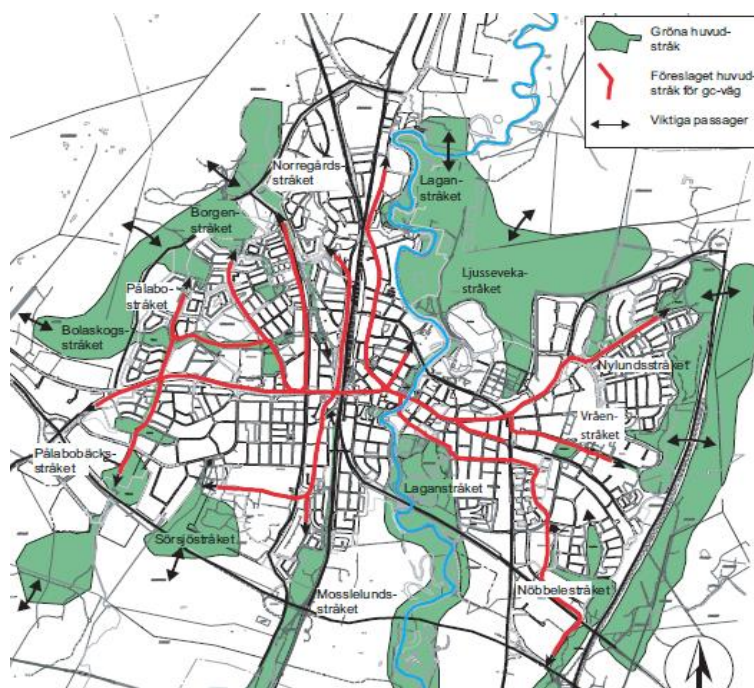 Gröna huvud-
stråk
Föreslaget huvud-
stråk för gc-väg
Viktiga passager
Norregårds-
stråket
Lagan-
stråket
Borgen-
stråket
Ljusseveka-
stråket
Pålabo-
stråket
Bolaskogs-
stråket
Nylundsstråket
Vråen-
stråket
Pålabobäcks-
stråket
Laganstråket
Sörsjöstråket
Mosslelunds-
stråket
Nöbbelestråket